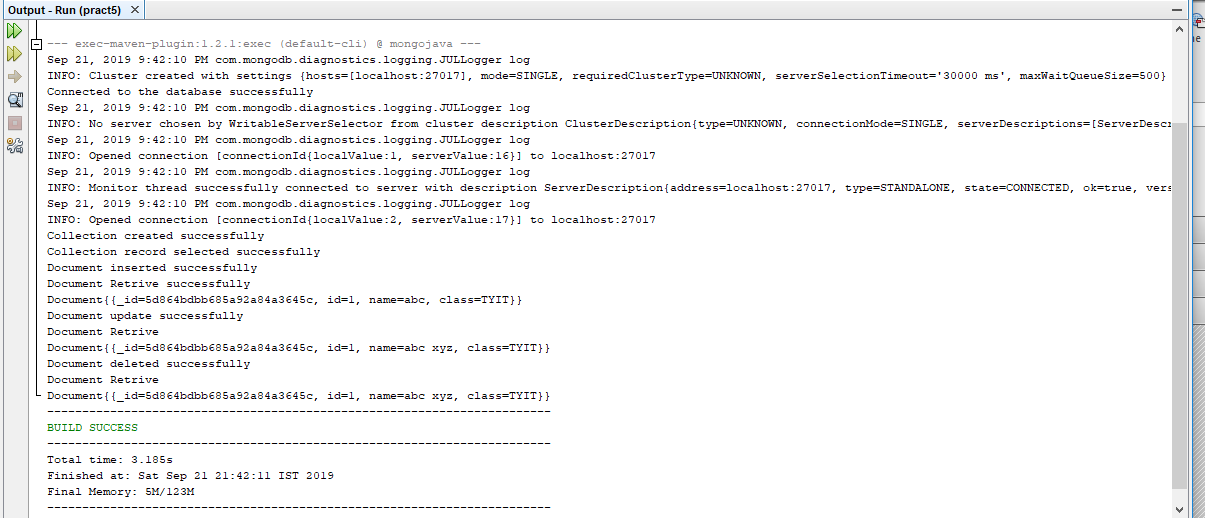 Output - Run (pract5)
--- exec-maven-plugin:1.2.1:exec (default-cli) @ mongojava ---
Sep 21, 2019 9:42:10 PM com.mongodb.diagnostics.logging.JULLogger log
INFO: Cluster created with settings {hosts=[localhost:27017], mode=SINGLE, requiredClusterType=UNKNOWN, serverSelectionTimeout='30000 ms', maxWaitQueueSize=500}
Connected to the database successfully
Sep 21, 2019 9:42:10 PM com.mongodb.diagnostics.logging.JULLogger log
INFO: No server chosen by WritableServerSelector from cluster description ClusterDescription{type=UNKNOWN, connectionMode=SINGLE, serverDescriptions=[ServerDescr
Sep 21, 2019 9:42:10 PM com.mongodb.diagnostics.logging.JULLogger log
INFO: Opened connection [connectionId{localValue:1, serverValue:16}] to localhost:27017
Sep 21, 2019 9:42:10 PM com.mongodb.diagnostics.logging.JULLogger log
INFO: Monitor thread successfully connected to server with description ServerDescription{address=localhost:27017, type=STANDALONE, state=CONNECTED, ok=true, vers
Sep 21, 2019 9:42:10 PM com.mongodb.diagnostics.logging.JULLogger log
INFO: Opened connection [connectionId{localValue:2, serverValue:17}] to localhost:27017
Collection created successfully
Collection record selected successfully
Document inserted successfully
Document Retrive successfully
Document{{_id=5d864bdbb685a92a84a3645c, id=1, name=abc, class=TYIT}}
Document update successfully
Document Retrive
Document{{_id=5d864bdbb685a92a84a3645c, id=1, name=abc xyz, class=TYIT}}
Document deleted successfully
Document Retrive
Document{{_id=5d864bdbb685a92a84a3645c, id=1, name=abc xyz, class=TYIT}}
------------------------------------------------------------------------
BUILD SUCCESS
------------------------------------------------------------------------
Total time: 3.185s
Finished at: Sat Sep 21 21:42:11 IST 2019
Final Memory: 5M/123M
------------------------------------------------------------------------